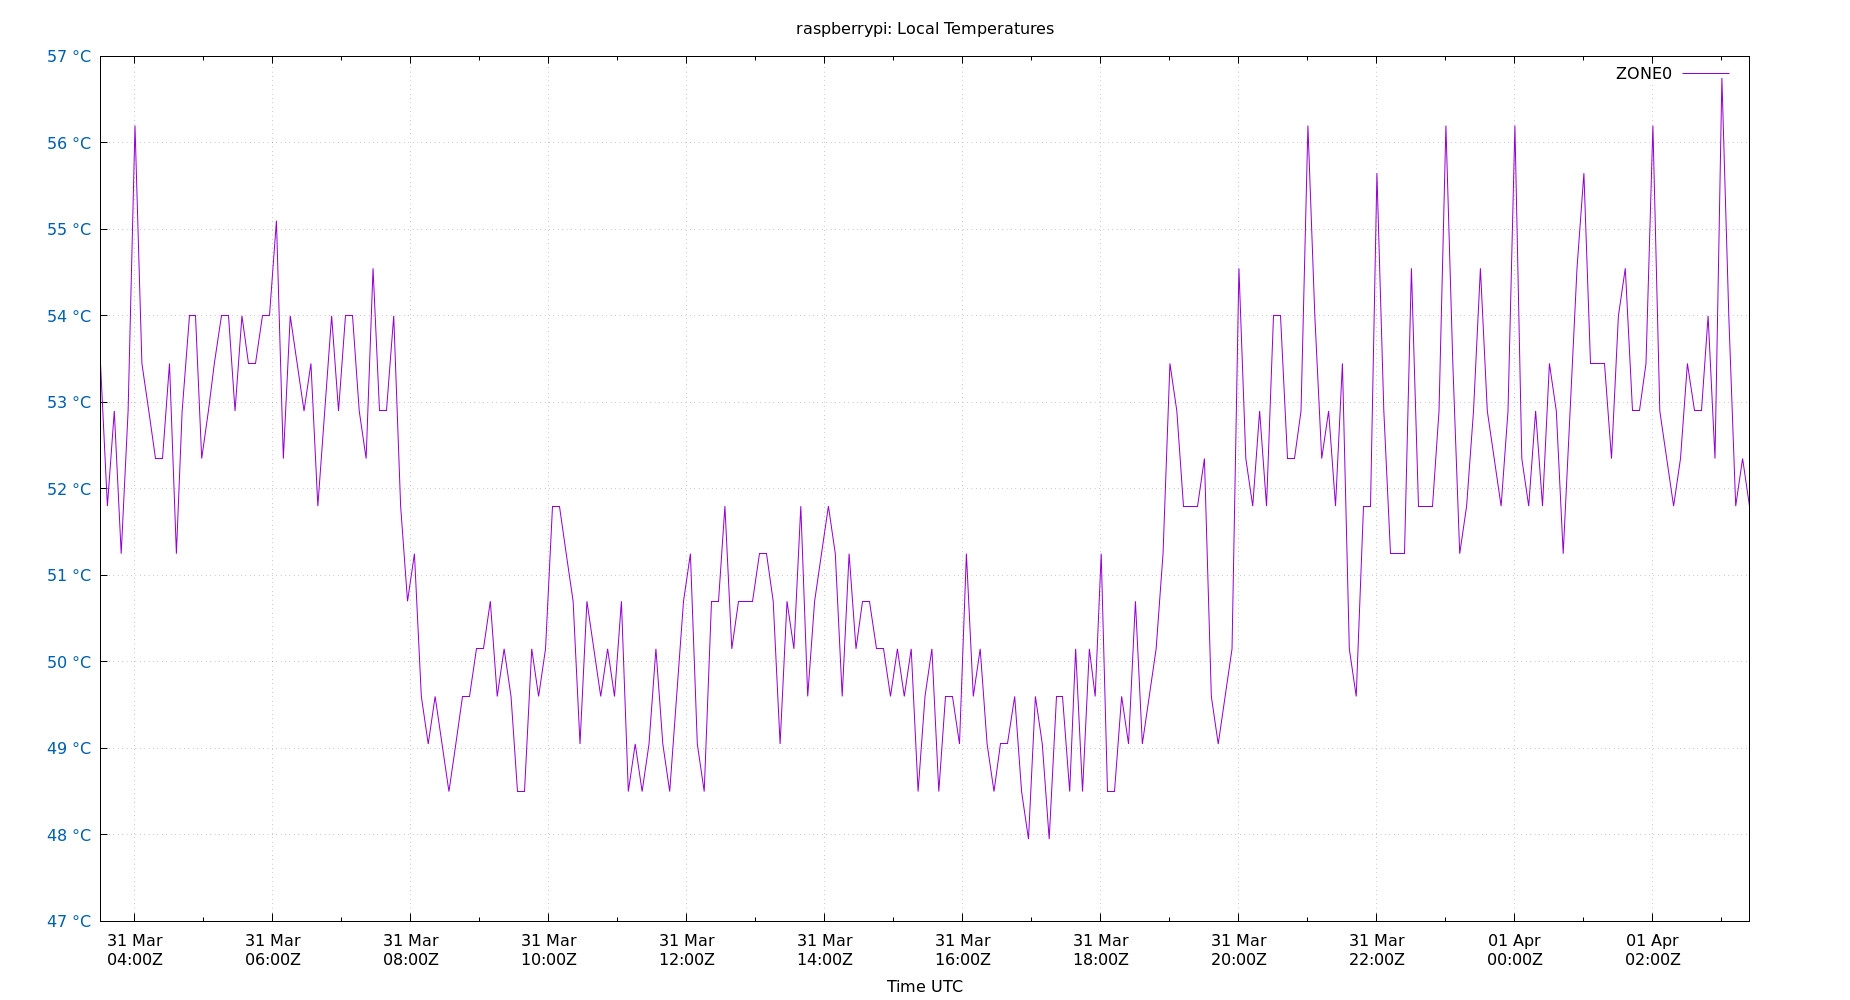 raspberrypi: Local Temperatures
57 °C
ZONE0
56 °C
55 °C
54 °C
53 °C
52 °C
51 °C
50 °C
49 °C
48 °C
47 °C
31 Mar 31 Mar 31 Mar 31 Mar 31 Mar 31 Mar 31 Mar 31 Mar 31 Mar 31 Mar 01 Apr 01 Apr
04:00Z 06:00Z 08:00Z 10:00Z 12:00Z 14:00Z 16:00Z 18:00Z 20:00Z 22:00Z 00:00Z 02:00Z
Time UTC